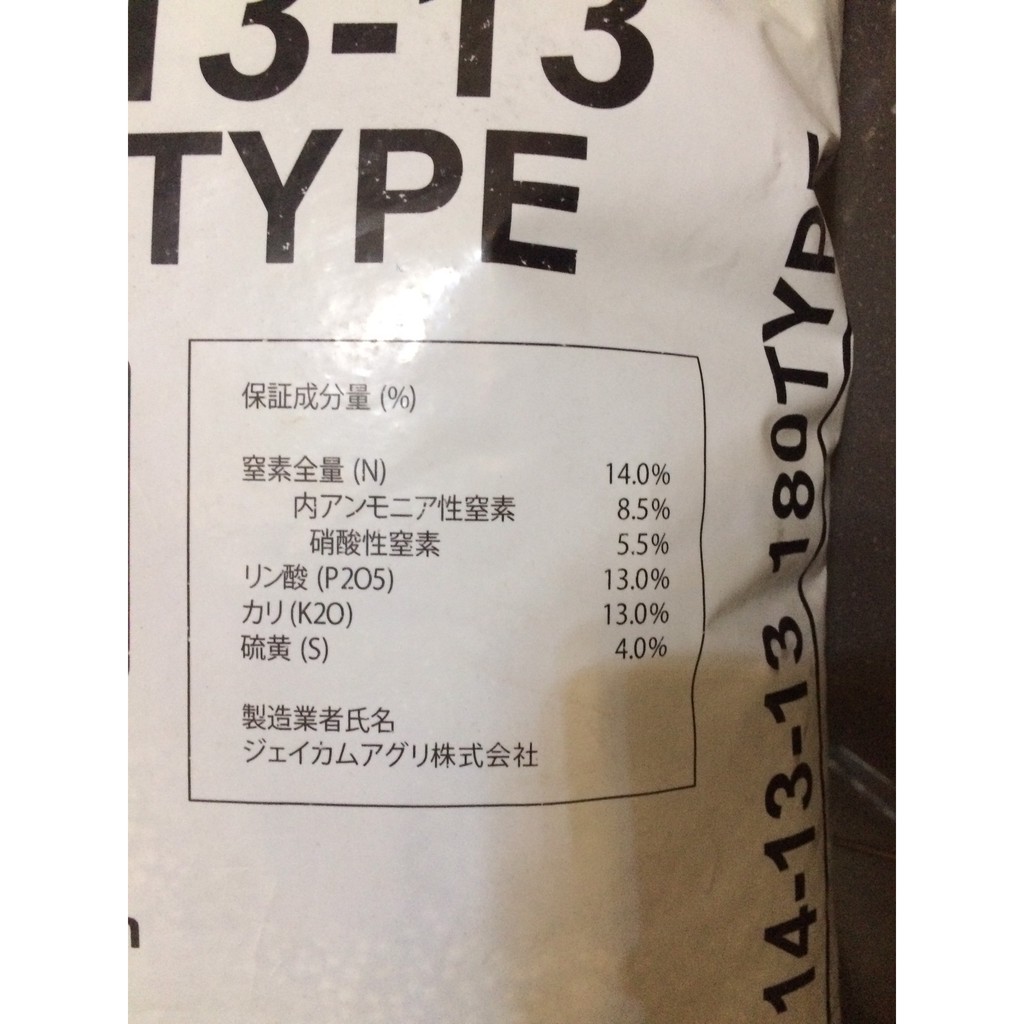 13-13
TYPE
保証成分量 (%)
窒素全量 (N) 14.0%
内アンモニア性窒素 8.5%
硝酸性窒素 5.5%
リン酸 (P2O5) 13.0%
カリ (K2O) 13.0%
硫黄 (S) 4.0%
製造業者氏名
ジェイカムアグリ株式会社
14-13-13 180TYPE